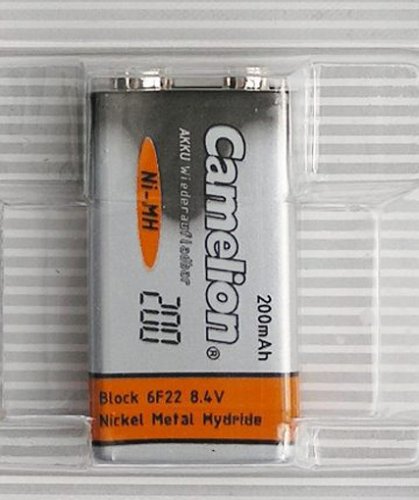 Camelion®
AKKU Wiederaufladbar
Ni-MH
200
200mAh
Block 6F22 8.4V
Nickel Metal Hydride